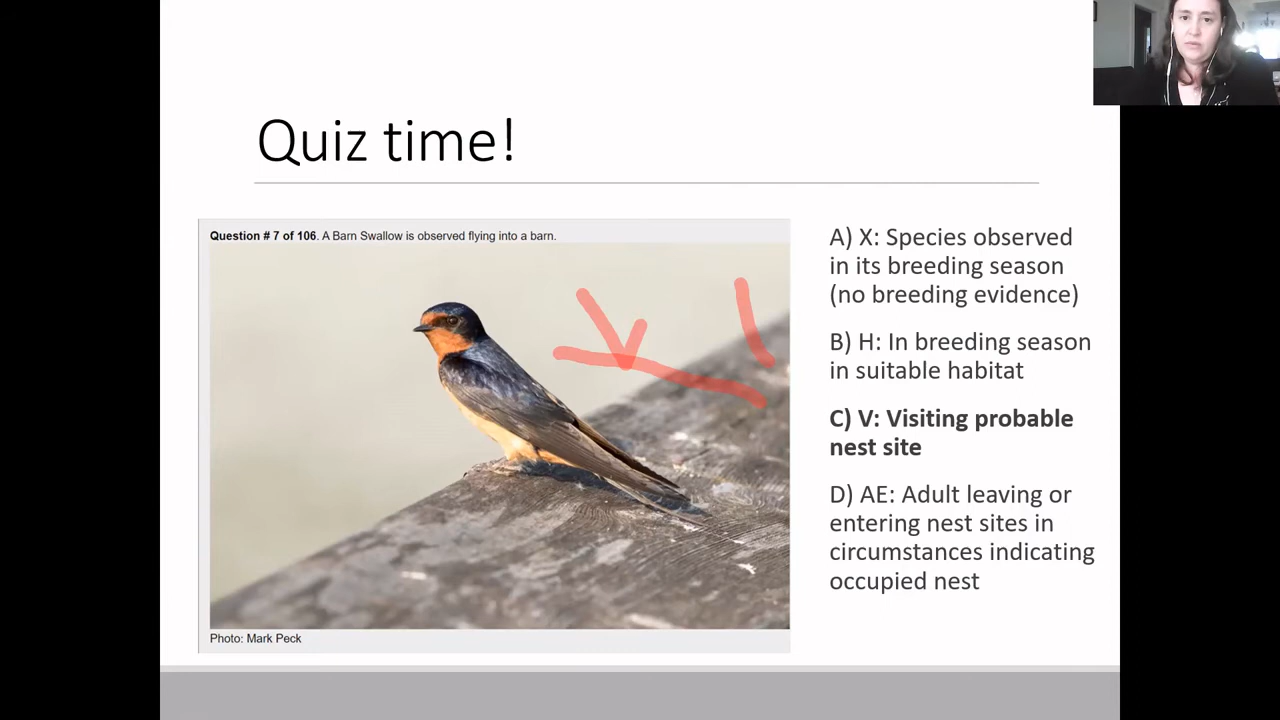 Quiz time!
Question # 7 of 106. A Barn Swallow is observed flying into a barn.
Photo: Mark Peck
A) X: Species observed
in its breeding season
(no breeding evidence)
B) H: In breeding season
in suitable habitat
C) V: Visiting probable
nest site
D) AE: Adult leaving or
entering nest sites in
circumstances indicating
occupied nest